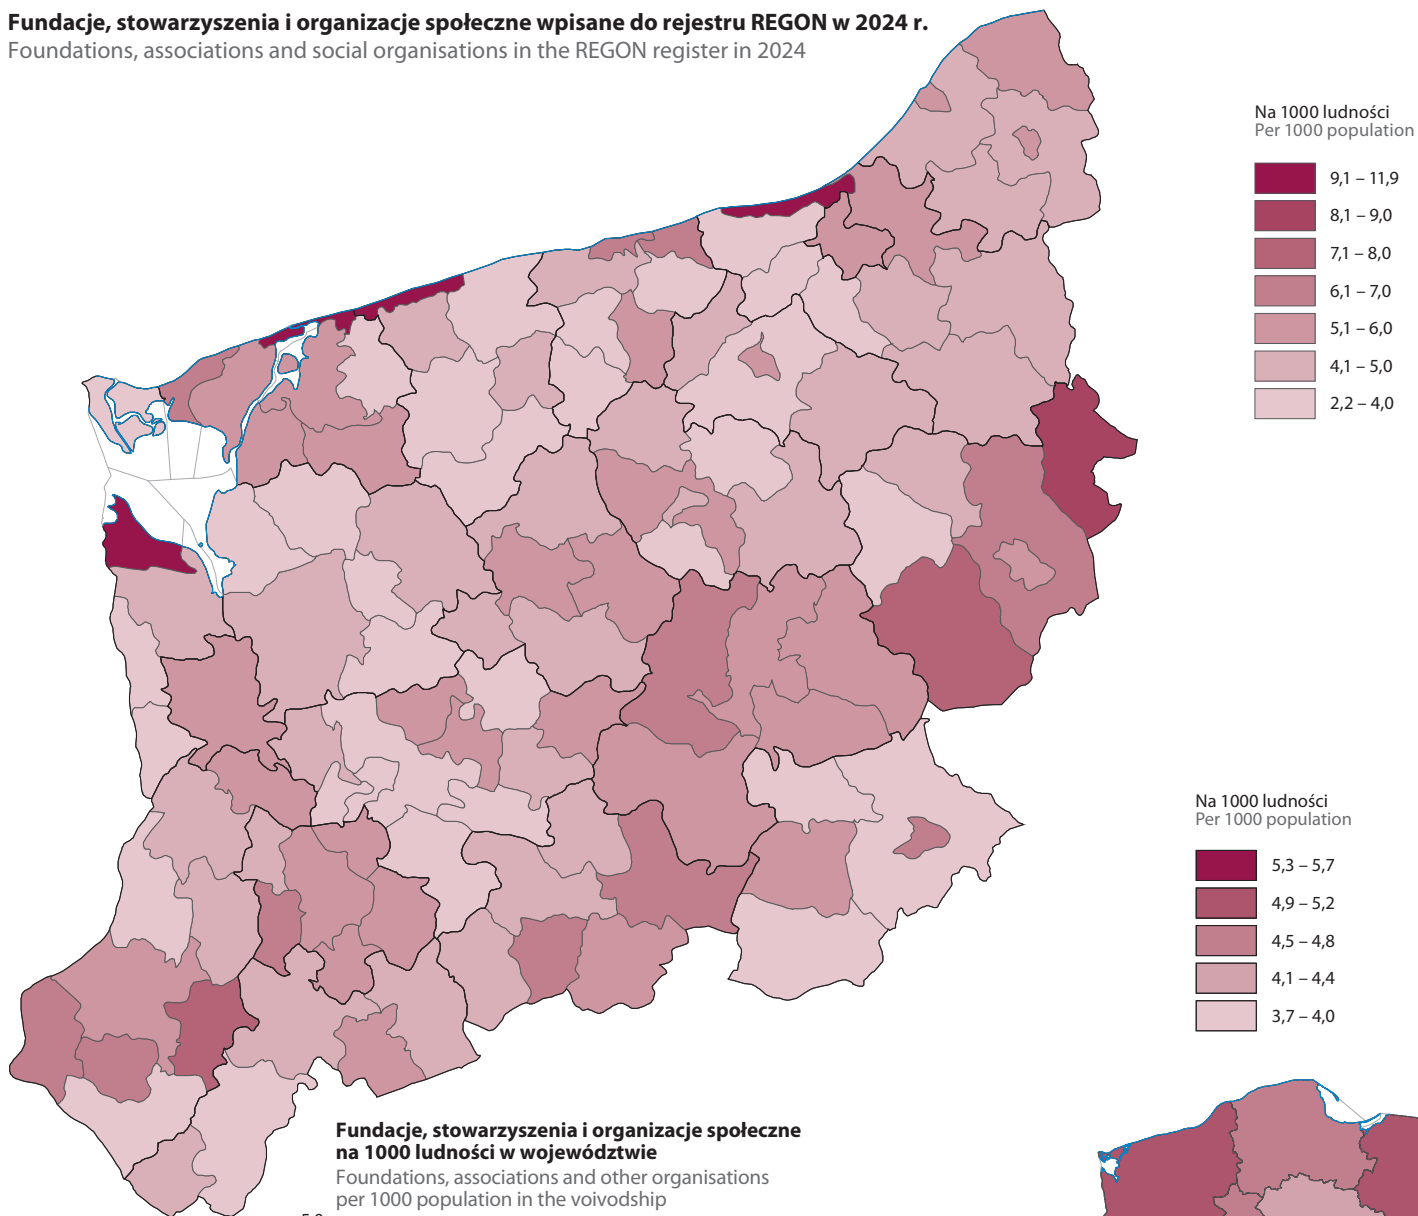 Fundacje, stowarzyszenia i organizacje społeczne wpisane do rejestru REGON w 2024 r.
Foundations, associations and social organisations in the REGON register in 2024
Na 1000 ludności
Per 1000 population
9,1 – 11,9
8,1 – 9,0
7,1 – 8,0
6,1 – 7,0
5,1 – 6,0
4,1 – 5,0
2,2 – 4,0
Na 1000 ludności
Per 1000 population
5,3 – 5,7
4,9 – 5,2
4,5 – 4,8
4,1 – 4,4
3,7 – 4,0
Fundacje, stowarzyszenia i organizacje społeczne
na 1000 ludności w województwie
Foundations, associations and other organisations
per 1000 population in the voivodship